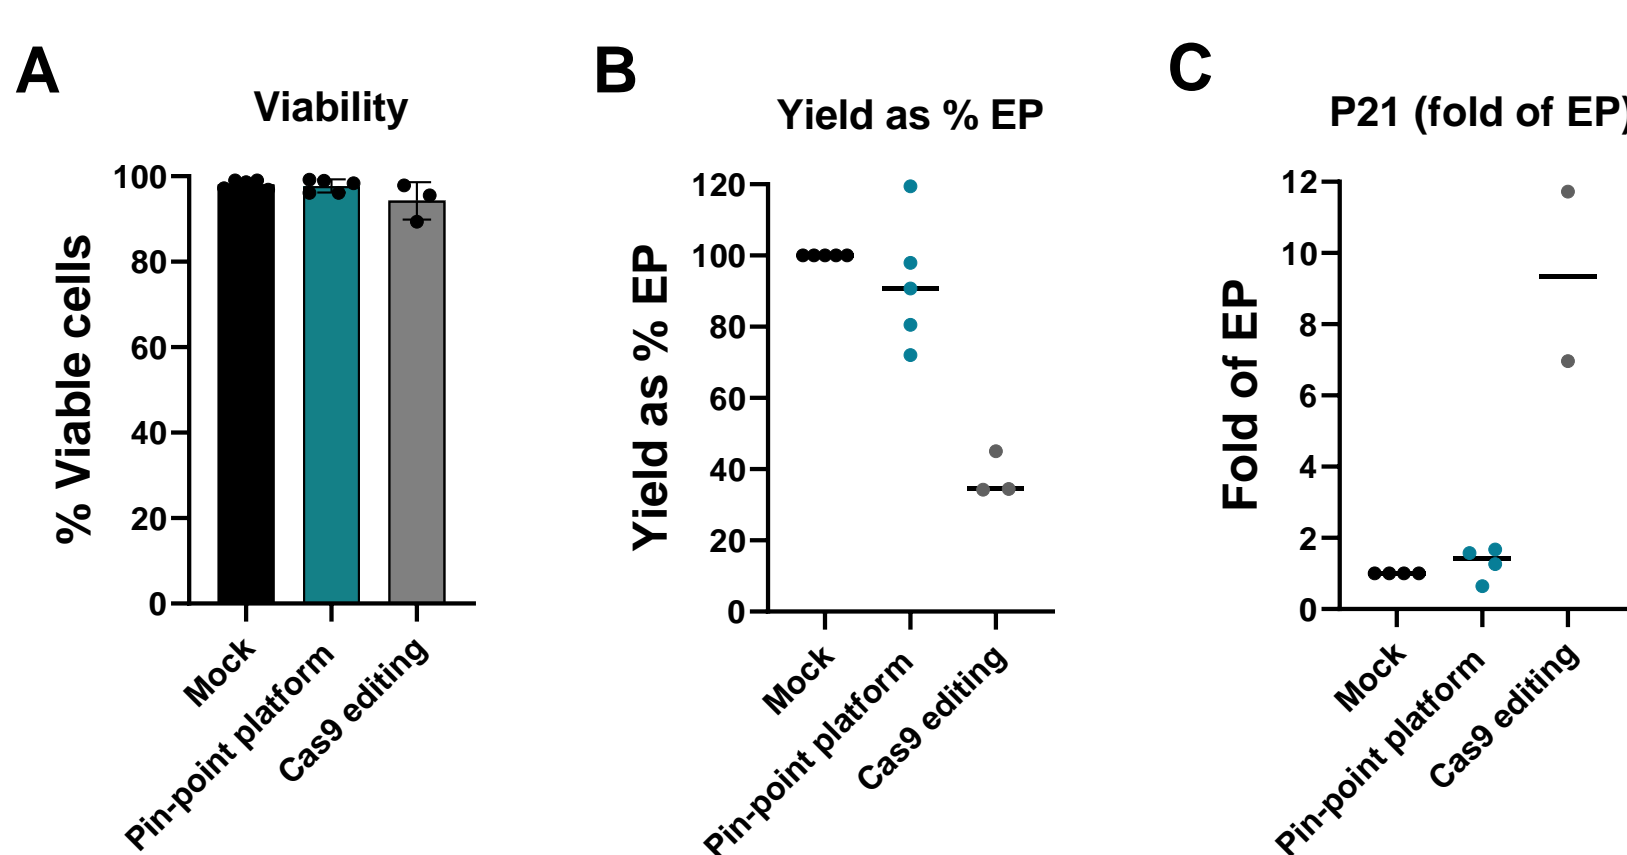 A
Viability
% Viable cells
100
80
60
40
20
0
Mock
Pin-point platform
Cas9 editing
B
Yield as % EP
Yield as % EP
120
100
80
60
40
20
0
Mock
Pin-point platform
Cas9 editing
C
P21 (fold of EP)
Fold of EP
12
10
8
6
4
2
0
Mock
Pin-point platform
Cas9 editing